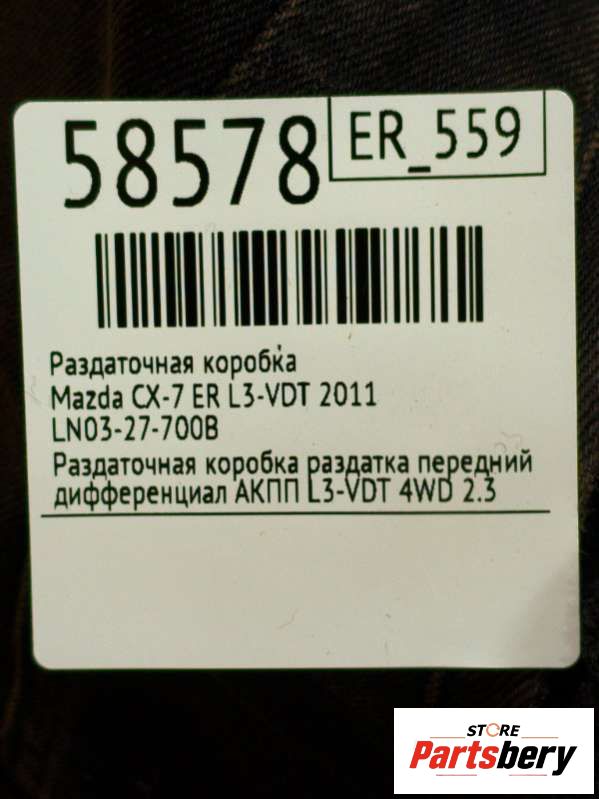 58578
ER_559
Раздаточная коробка
Mazda CX-7 ER L3-VDT 2011
LN03-27-700B
Раздаточная коробка раздатка передний
дифференциал АКПП L3-VDT 4WD 2.3
STORE
Partsbery